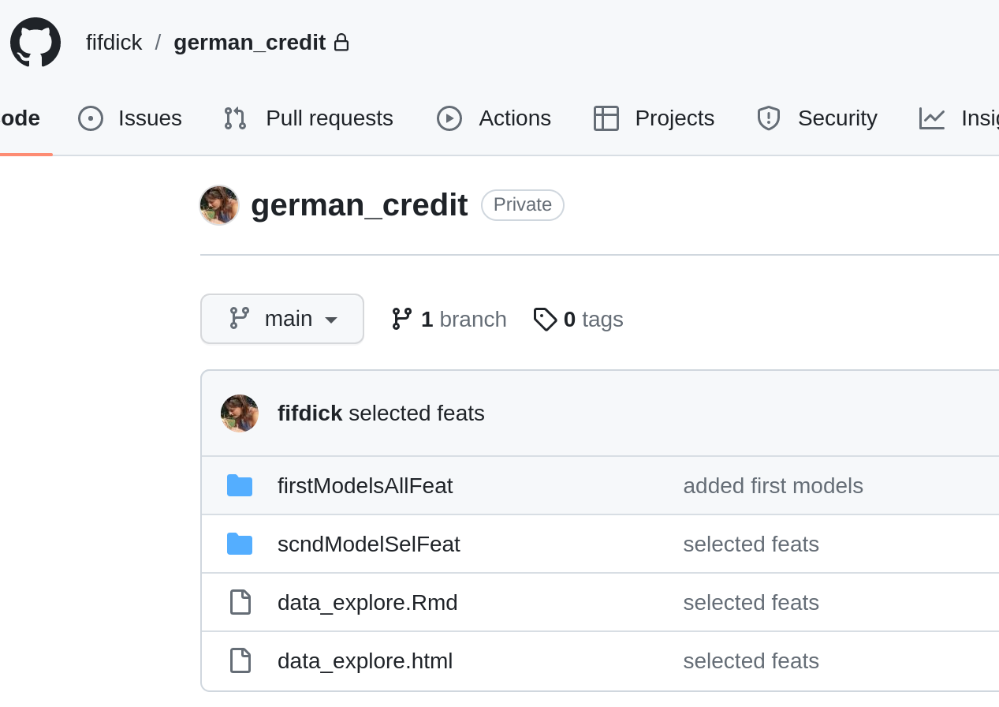 fifdick / german_credit
ode Issues Pull requests Actions Projects Security Insig
german_credit Private
main 1 branch 0 tags
fifdick selected feats
firstModelsAllFeat added first models
scndModelSelFeat selected feats
data_explore.Rmd selected feats
data_explore.html selected feats